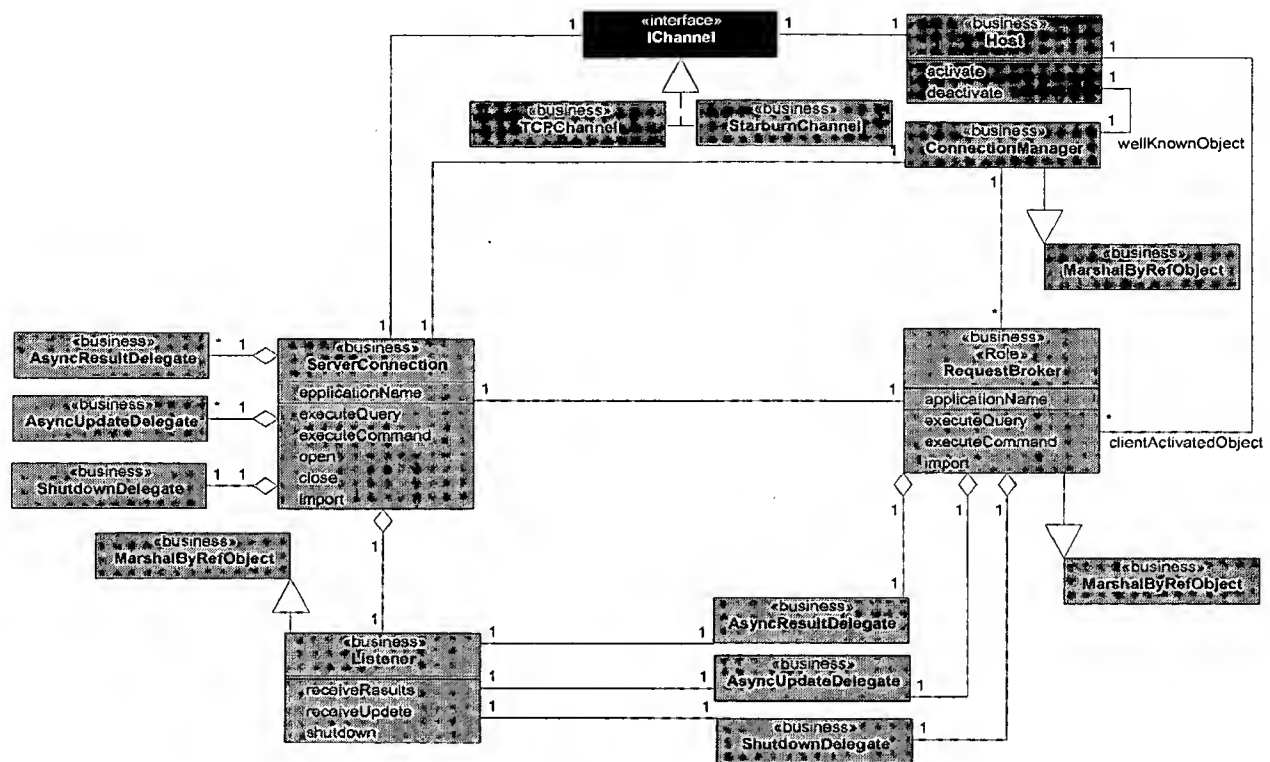 «interface»
IChannel
1
1
1
«business»
Host
activate
deactivate
1
1
1
wellKnownObject
«business»
TCPChannel
«business»
StarburnChannel
«business»
ConnectionManager
1
1
«business»
MarshalByRefObject
«business»
AsyncResultDelegate
*
1
«business»
AsyncUpdateDelegate
*
1
«business»
ShutdownDelegate
1
1
1
1
«business»
ServerConnection
applicationName
executeQuery
executeCommand
open
close
import
1
1
*
«business»
«Role»
RequestBroker
applicationName
executeQuery
executeCommand
import
*
clientActivatedObject
1
1
1
1
«business»
MarshalByRefObject
«business»
MarshalByRefObject
1
«business»
Listener
receiveResults
receiveUpdate
shutdown
1
1
1
1
1
1
1
«business»
AsyncResultDelegate
«business»
AsyncUpdateDelegate
1
«business»
ShutdownDelegate
1